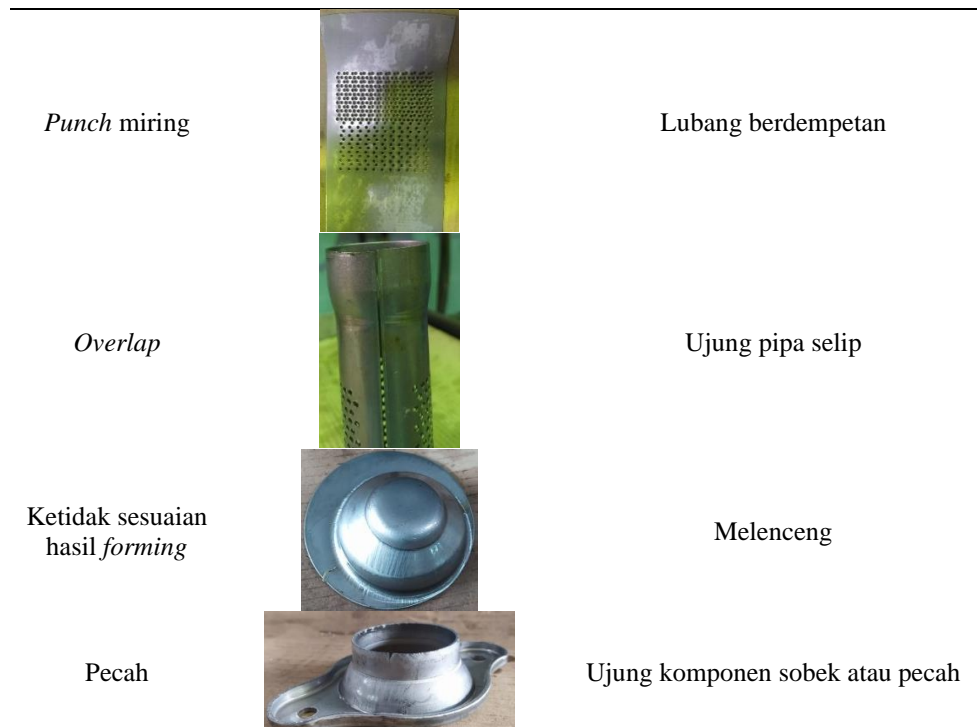 Punch miring
Lubang berdempetan
Overlap
Ujung pipa selip
Ketidak sesuaian
hasil forming
Melenceng
Pecah
Ujung komponen sobek atau pecah